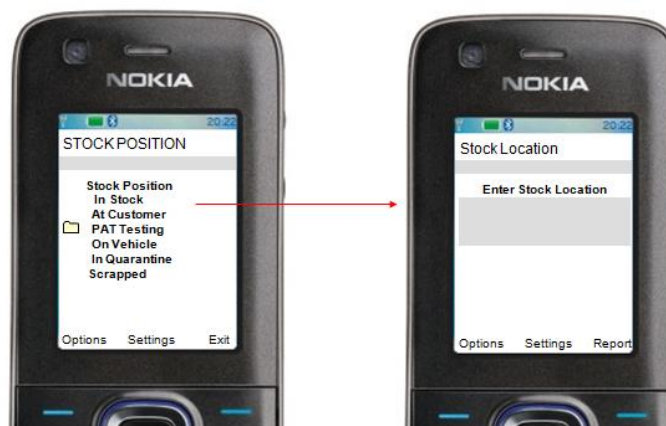 NOKIA
20:22
STOCK POSITION
Stock Position
In Stock
At Customer
PAT Testing
On Vehicle
In Quarantine
Scrapped
Options Settings Exit
NOKIA
20:22
Stock Location
Enter Stock Location
Options Settings Report